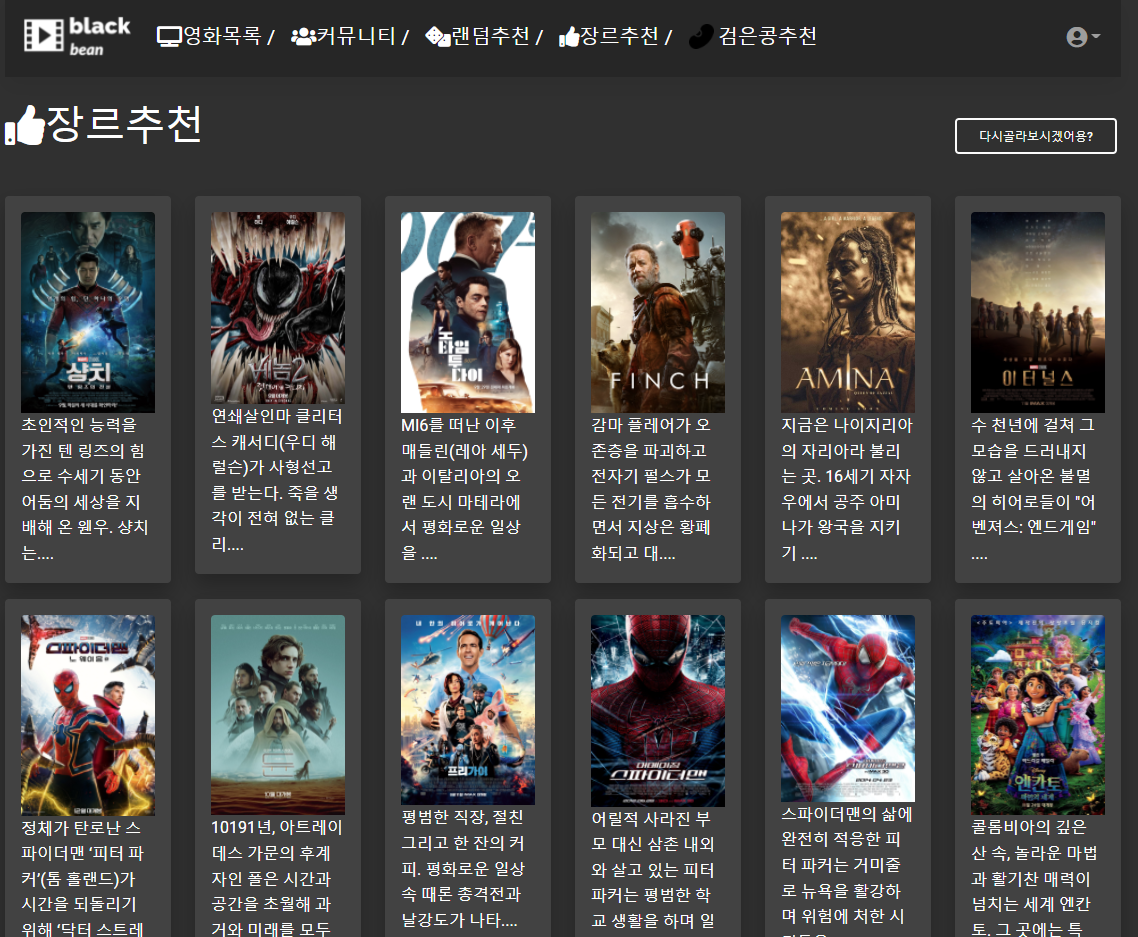 black
bean
영화목록 / 커뮤니티 / 랜덤추천 / 장르추천 / 검은콩추천
장르추천
다시골라보시겠어용?
샹치
초인적인 능력을
가진 텐 링즈의 힘
으로 수세기 동안
어둠의 세상을 지
배해 온 웬우. 샹치
는....
베놈2
연쇄살인마 클리터
스 캐서디(우디 해
럴슨)가 사형선고
를 받는다. 죽을 생
각이 전혀 없는 클
리....
007
노
타임
투
다이
MI6를 떠난 이후
매들린(레아 세두)
과 이탈리아의 오
랜 도시 마테라에
서 평화로운 일상
을 ....
FINCH
감마 플레어가 오
존층을 파괴하고
전자기 펄스가 모
든 전기를 흡수하
면서 지상은 황폐
화되고 대....
AMINA
지금은 나이지리아
의 자리아라 불리
는 곳. 16세기 자자
우에서 공주 아미
나가 왕국을 지키
기 ....
이터널스
수 천년에 걸쳐 그
모습을 드러내지
않고 살아온 불멸
의 히어로들이 "어
벤져스: 엔드게임"
....
스파이더맨
노 웨이 홈
12월 대개봉
정체가 탄로난 스
파이더맨 ‘피터 파
커’(톰 홀랜드)가
시간을 되돌리기
위해 ‘닥터 스트레
듄
10191년, 아트레이
데스 가문의 후계
자인 폴은 시간과
공간을 초월해 과
거와 미래를 모두
내 안의 히어로가 깨어난다
프리가이
평범한 직장, 절친
그리고 한 잔의 커
피. 평화로운 일상
속 때론 총격전과
날강도가 나타....
어메이징
스파이더맨
어릴적 사라진 부
모 대신 삼촌 내외
와 살고 있는 피터
파커는 평범한 학
교 생활을 하며 일
스파이더맨의 삶에
완전히 적응한 피
터 파커는 거미줄
로 뉴욕을 활강하
며 위험에 처한 시
엔칸토
마법의 세계
콜롬비아의 깊은
산 속, 놀라운 마법
과 활기찬 매력이
넘치는 세계 엔칸
토. 그 곳에는 특